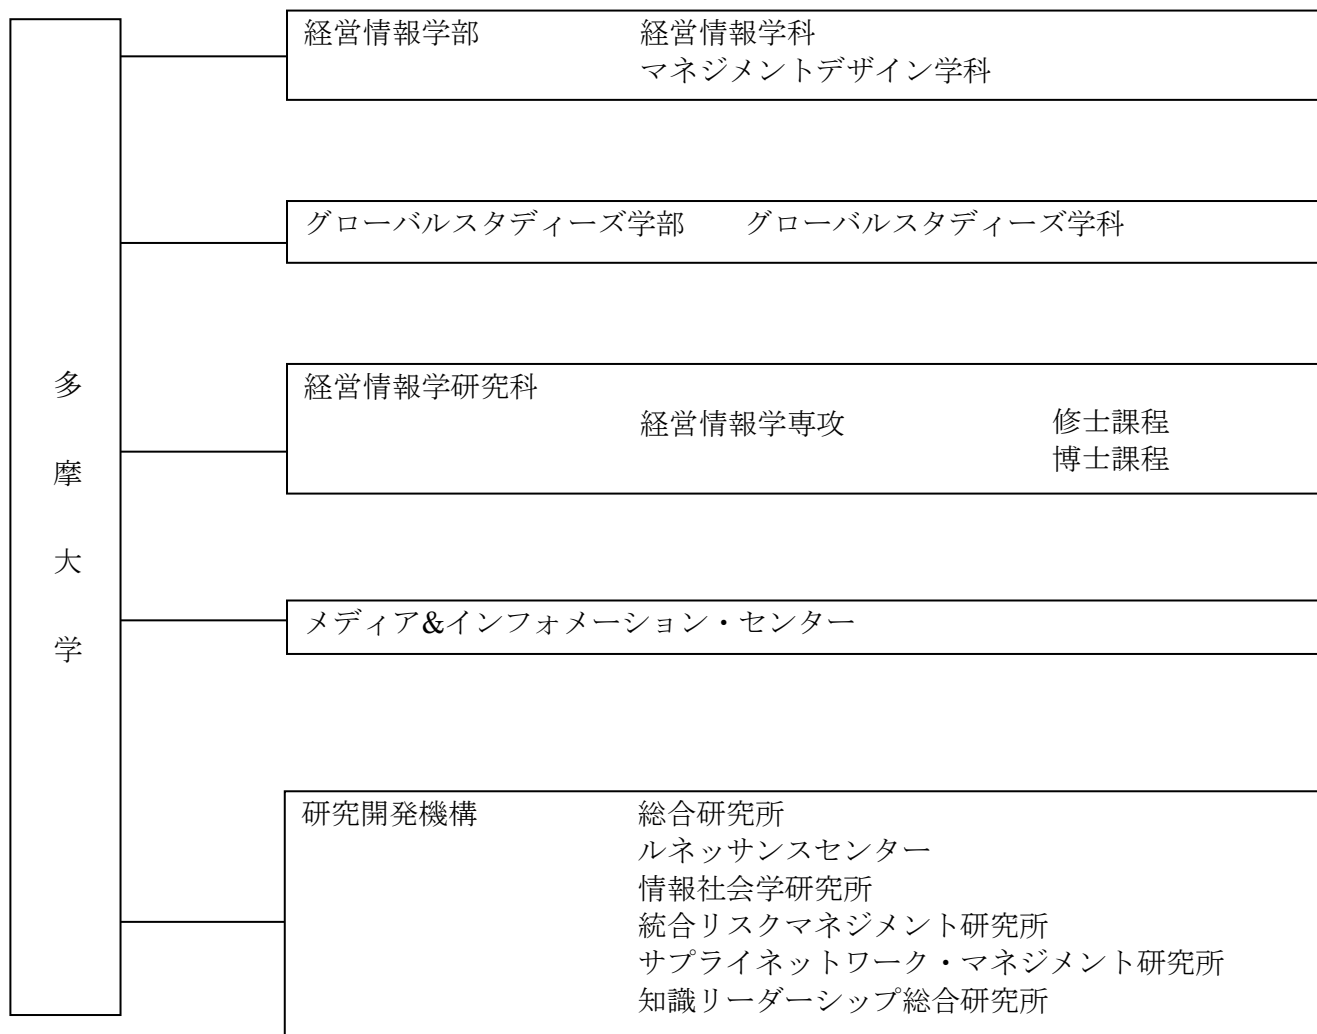 多摩大学
経営情報学部 経営情報学科
マネジメントデザイン学科
グローバルスタディーズ学部 グローバルスタディーズ学科
経営情報学研究科
経営情報学専攻 修士課程
博士課程
メディア&インフォメーション・センター
研究開発機構 総合研究所
ルネッサンスセンター
情報社会学研究所
統合リスクマネジメント研究所
サプライネットワーク・マネジメント研究所
知識リーダーシップ総合研究所